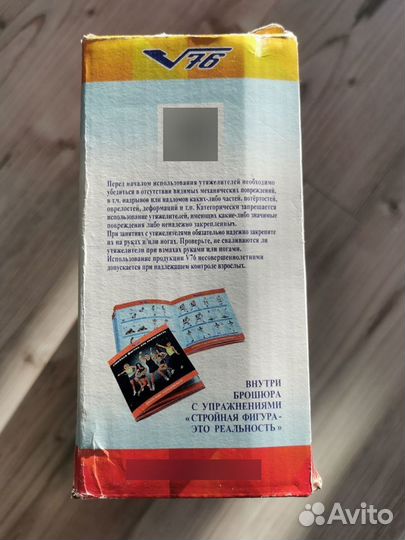 V76
Перед началом использования утяжелителей необходимо
убедиться в отсутствии видимых механических повреждений,
в т.ч. надрывов или надломов каких-либо частей, потёртостей,
опрелостей, деформаций и т.п. Категорически запрещается
использование утяжелителей, имеющих какие-либо значимые
повреждения либо ненадежно закрепленных.
При занятиях с утяжелителями обязательно надежно закрепите
их на руках и/или ногах. Проверьте, не сваливаются ли
утяжелители при взмахах руками или ногами.
Использование продукции V76 несовершеннолетними
допускается при надлежащем контроле взрослых.
ВНУТРИ
БРОШЮРА
С УПРАЖНЕНИЯМИ
«СТРОЙНАЯ ФИГУРА-
ЭТО РЕАЛЬНОСТЬ»
Avito